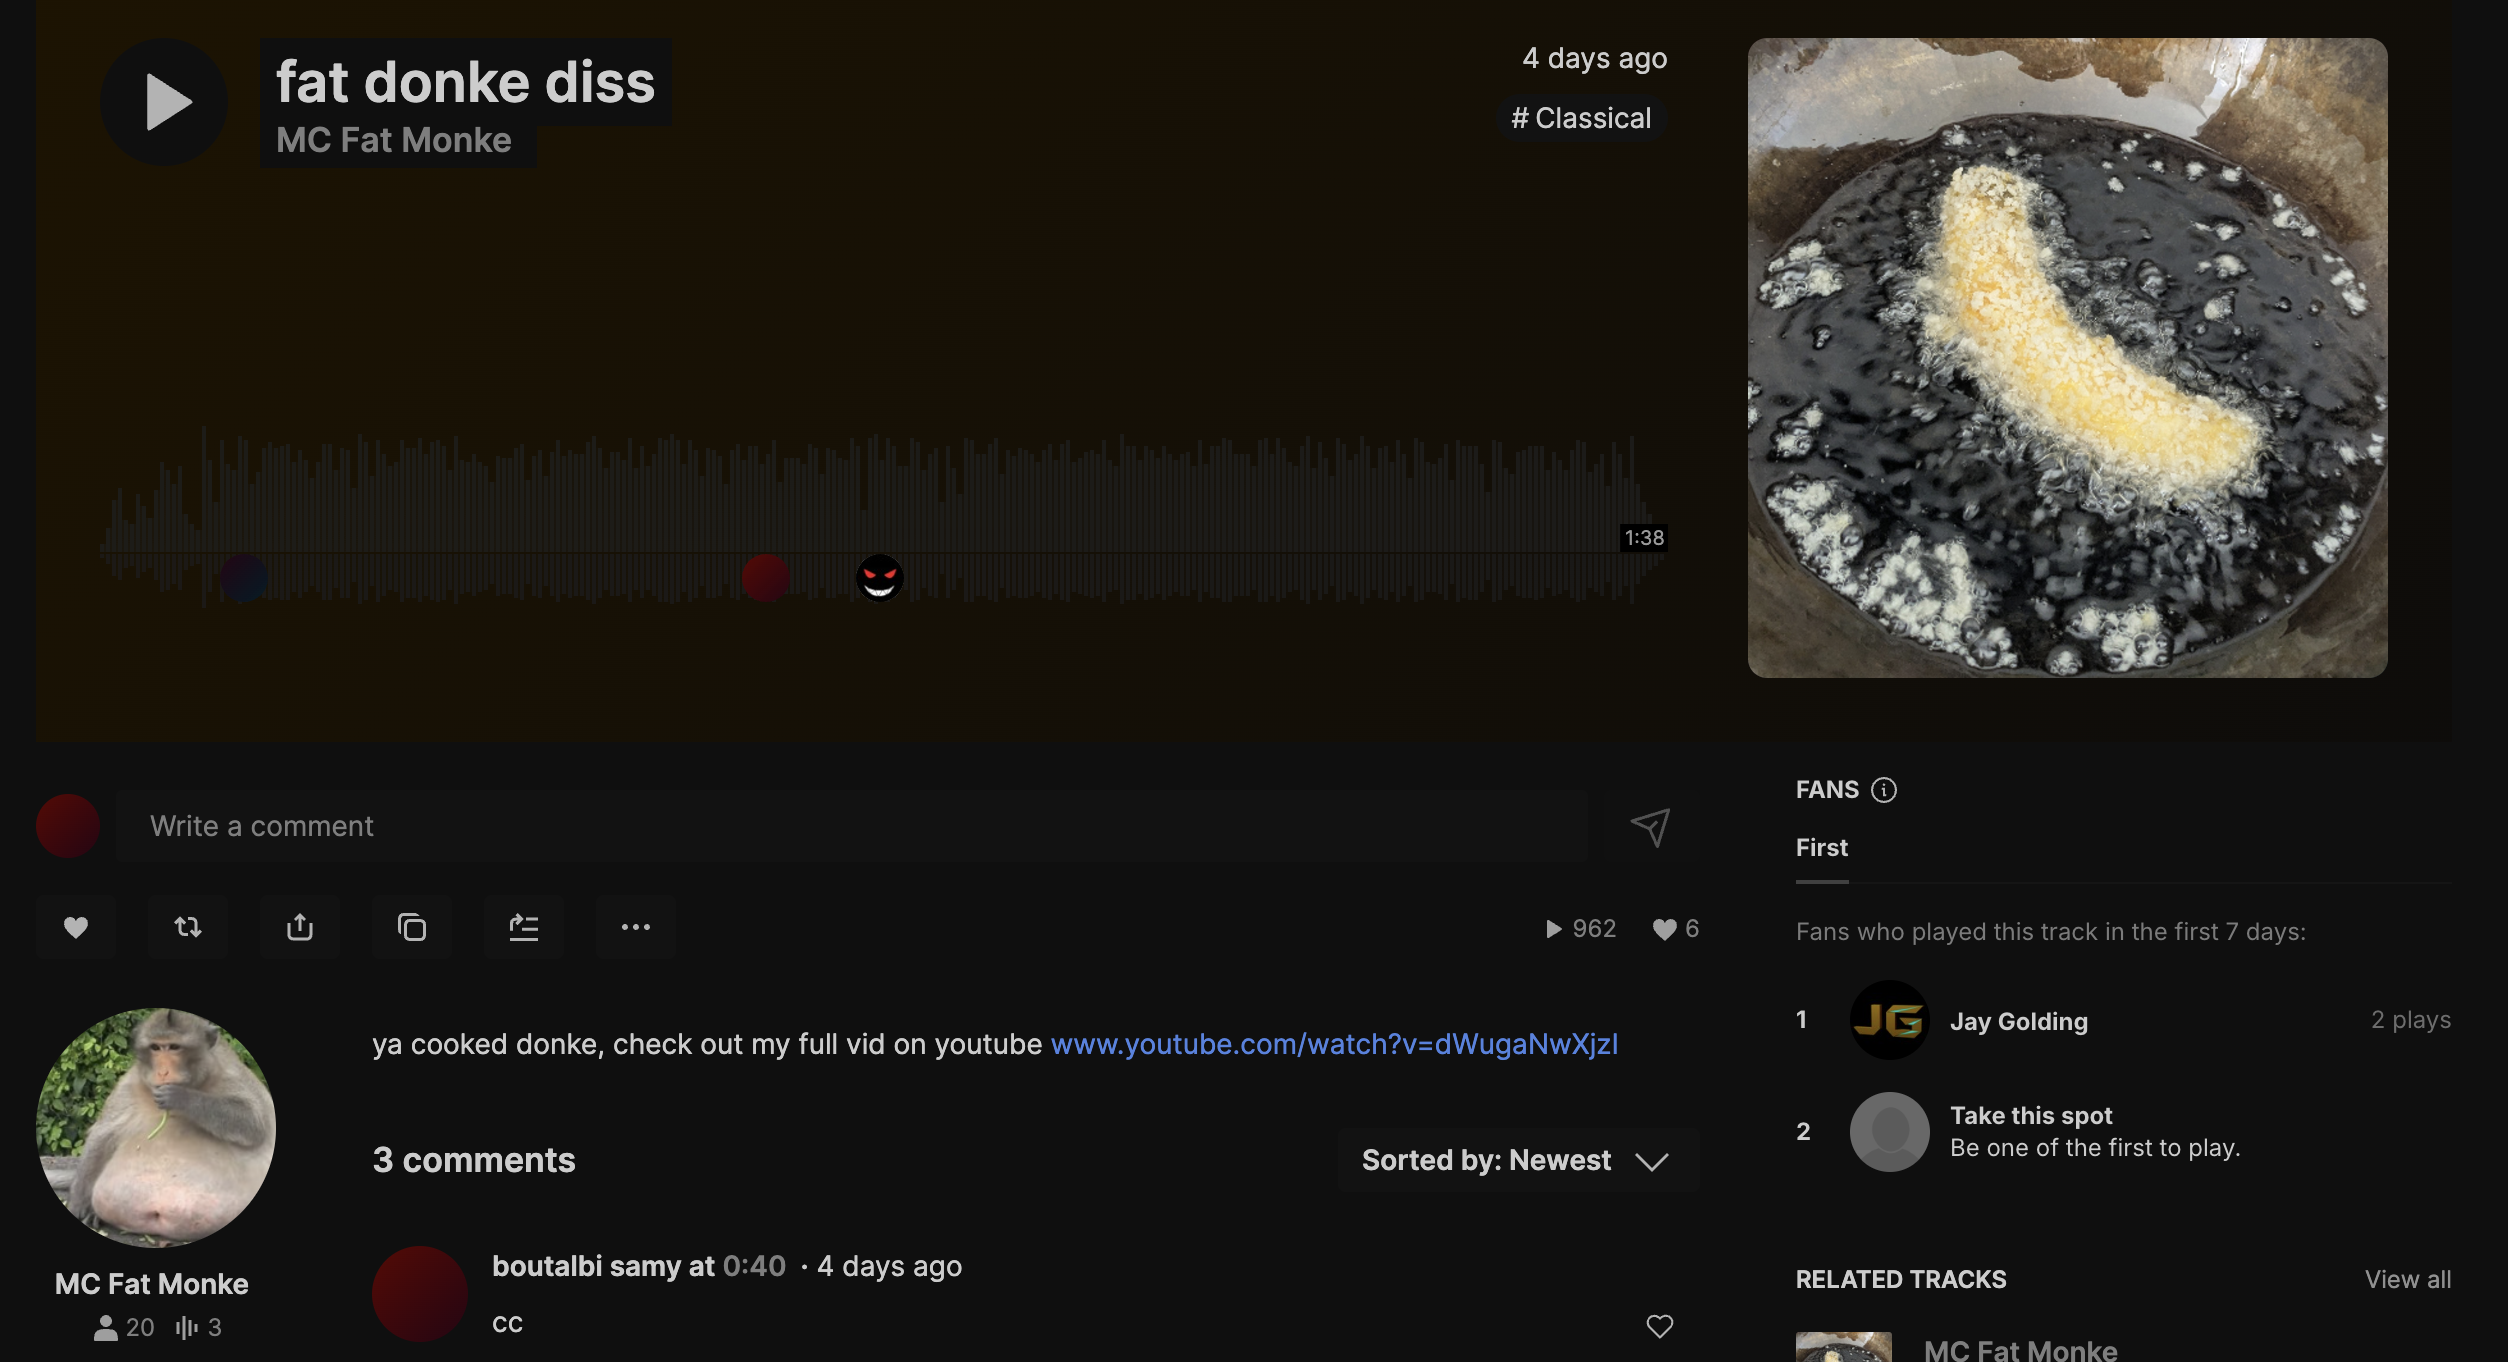 fat donke diss
MC Fat Monke
4 days ago
# Classical
1:38
Write a comment
962
6
ya cooked donke, check out my full vid on youtube www.youtube.com/watch?v=dWugaNwXjzI
3 comments
Sorted by: Newest
boutalbi samy at 0:40 · 4 days ago
cc
MC Fat Monke
20
3
FANS
First
Fans who played this track in the first 7 days:
1
JG
Jay Golding
2 plays
2
Take this spot
Be one of the first to play.
RELATED TRACKS
View all
MC Fat Monke